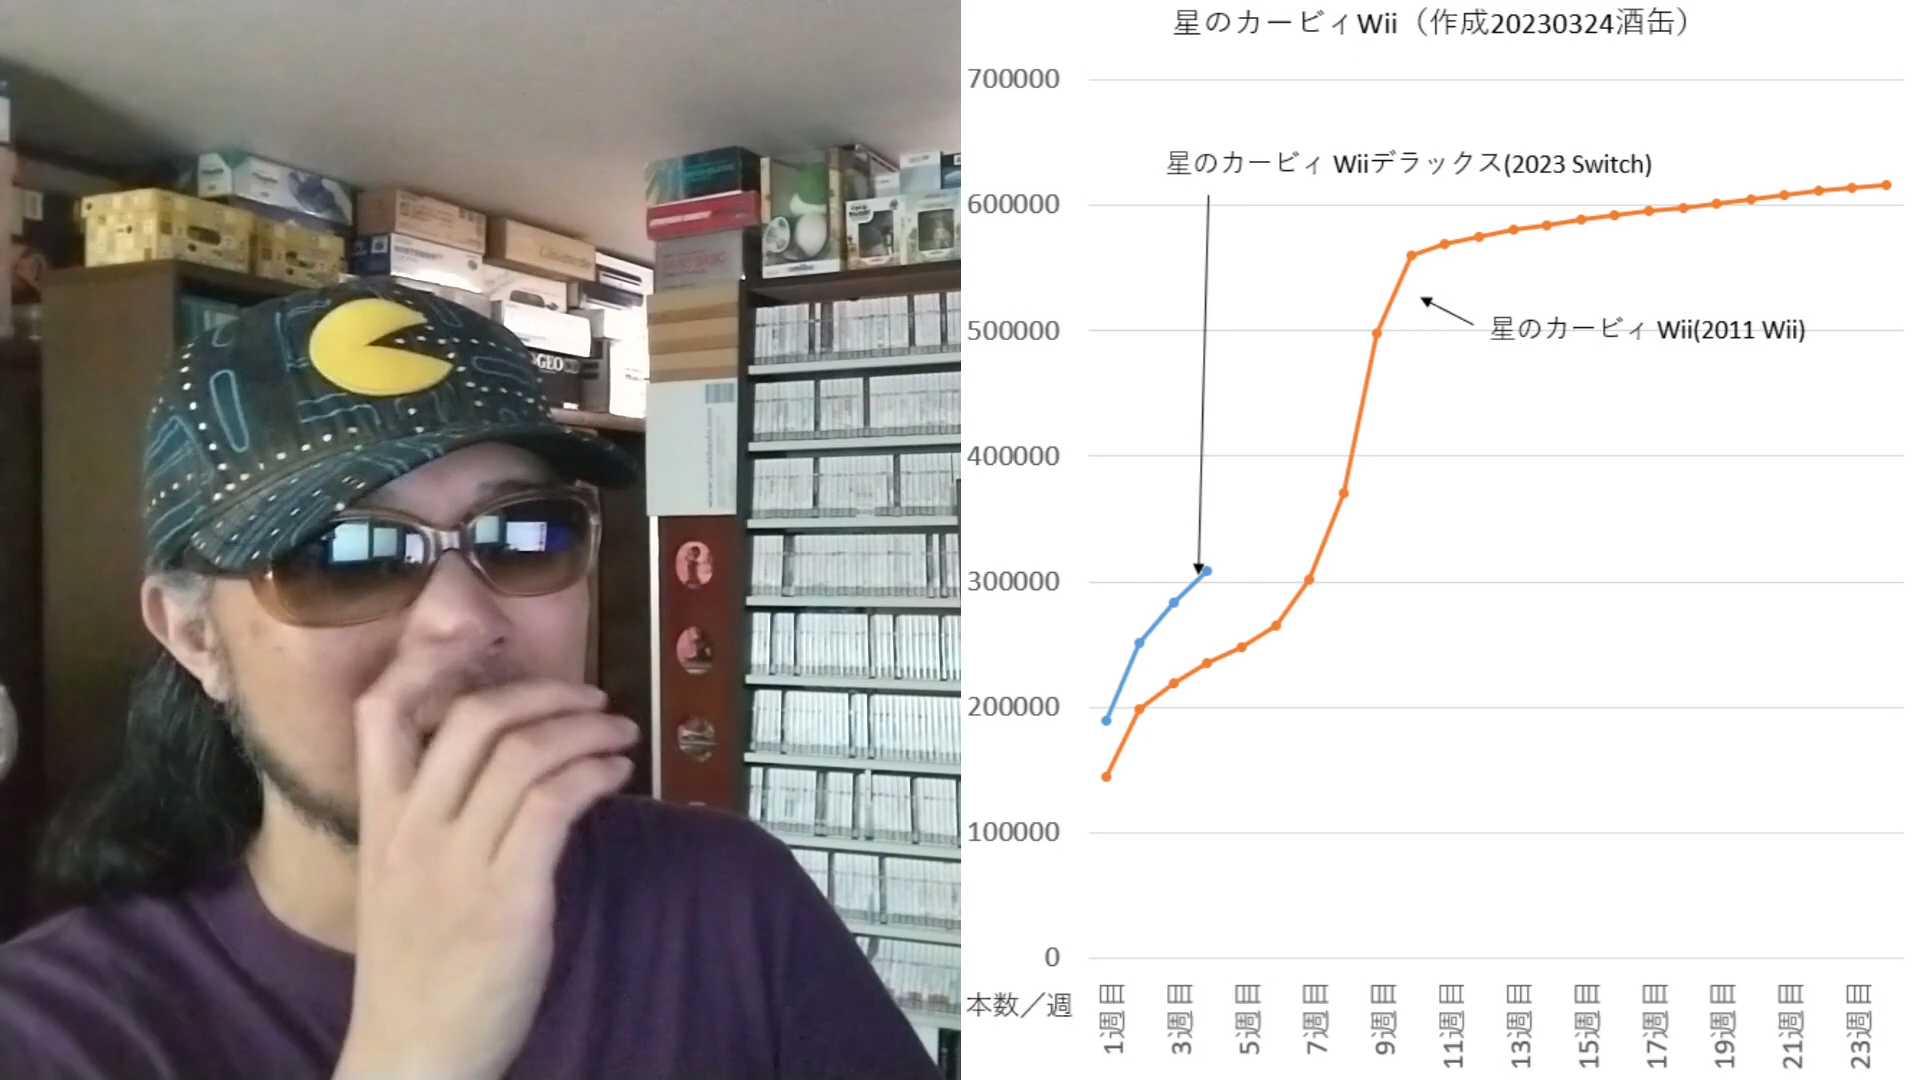 星のカービィWii（作成20230324酒缶）
700000
星のカービィ Wiiデラックス(2023 Switch)
600000
500000
星のカービィ Wii(2011 Wii)
400000
300000
200000
100000
0
本数／週
1週目
3週目
5週目
7週目
9週目
11週目
13週目
15週目
17週目
19週目
21週目
23週目